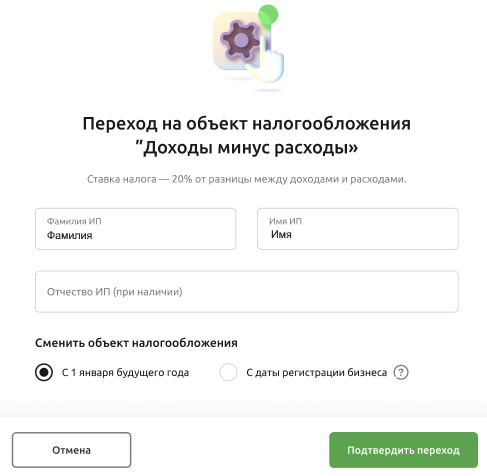 Переход на объект налогообложения
”Доходы минус расходы»
Ставка налога — 20% от разницы между доходами и расходами.
Фамилия ИП
Фамилия
Имя ИП
Имя
Отчество ИП (при наличии)
Сменить объект налогообложения
С 1 января будущего года
С даты регистрации бизнеса ?
Отмена
Подтвердить переход